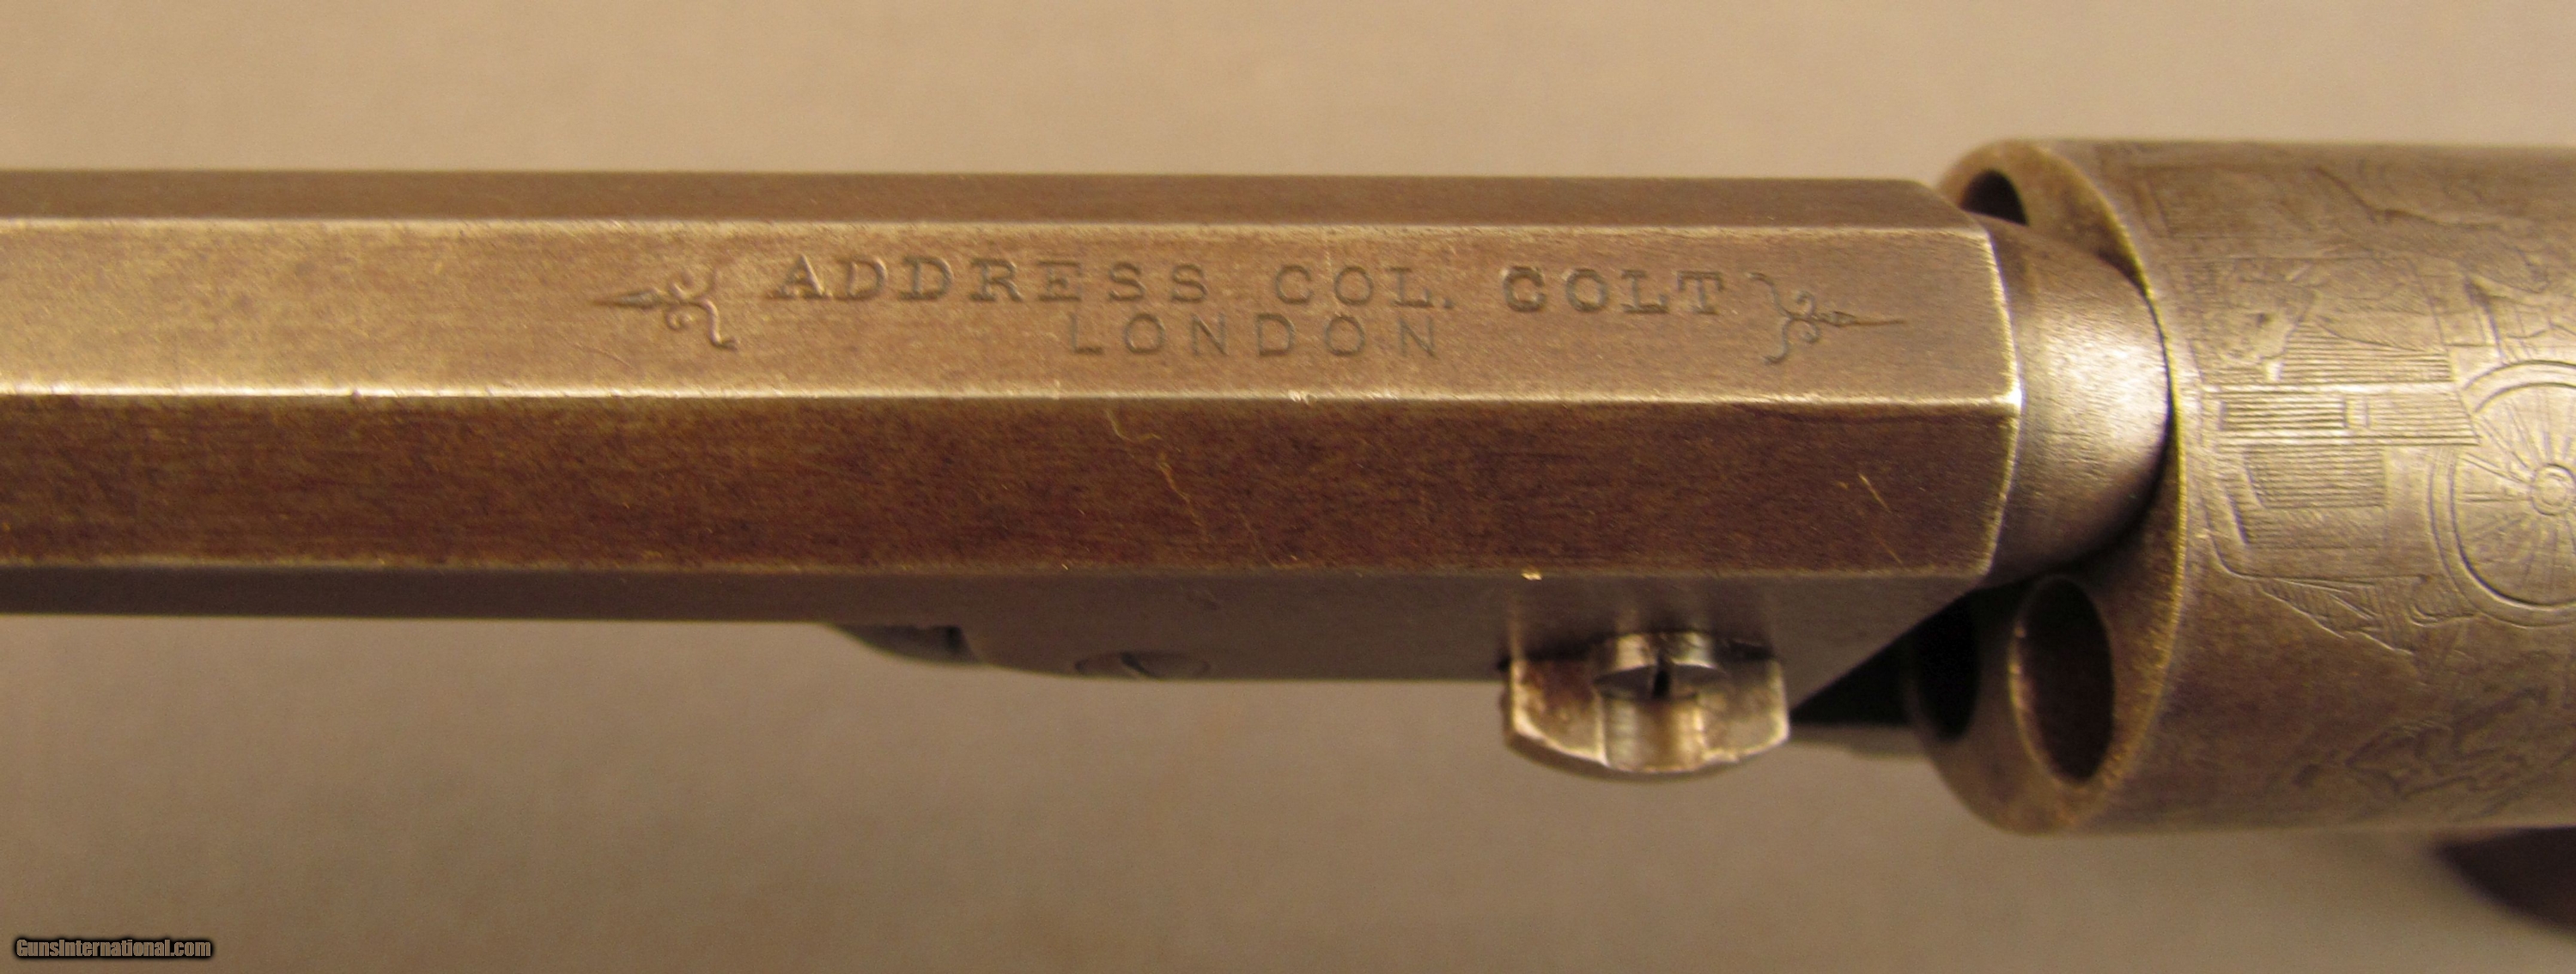 ADDRESS COL. COLT
LONDON
GunsInternational.com